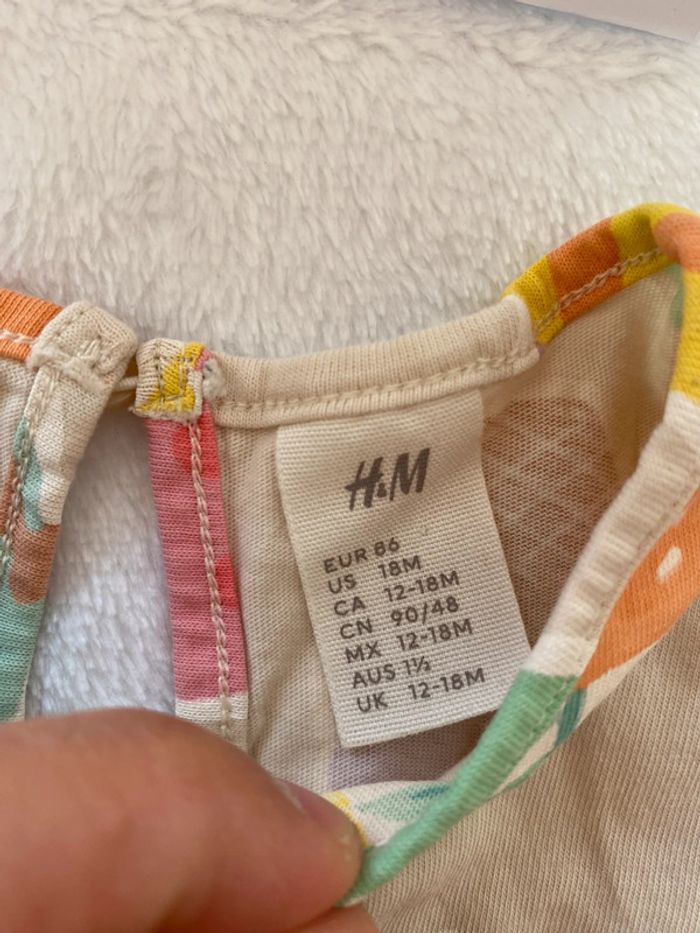 H&M
EUR 86
US 18M
CA 12-18M
CN 90/48
MX 12-18M
AUS 1½
UK 12-18M